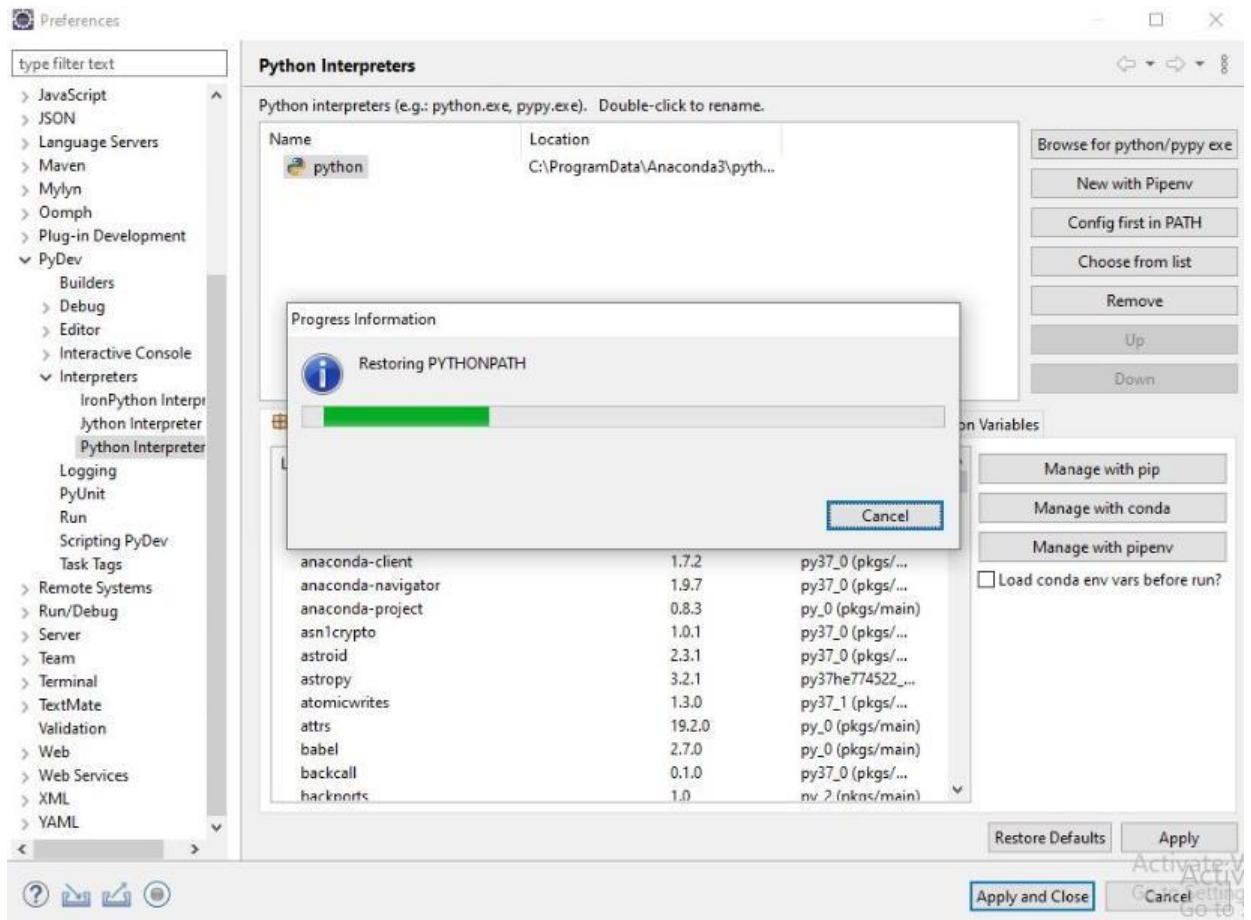 Preferences
type filter text
JavaScript
JSON
Language Servers
Maven
Mylyn
Oomph
Plug-in Development
PyDev
Builders
Debug
Editor
Interactive Console
Interpreters
IronPython Interpr
Jython Interpreter
Python Interpreter
Logging
PyUnit
Run
Scripting PyDev
Task Tags
Remote Systems
Run/Debug
Server
Team
Terminal
TextMate
Validation
Web
Web Services
XML
YAML
Python Interpreters
Python interpreters (e.g.: python.exe, pypy.exe). Double-click to rename.
Name Location
python C:\ProgramData\Anaconda3\pyth...
Browse for python/pypy exe
New with Pipenv
Config first in PATH
Choose from list
Remove
Up
Down
Progress Information
Restoring PYTHONPATH
Cancel
on Variables
anaconda-client 1.7.2 py37_0 (pkgs/...
anaconda-navigator 1.9.7 py37_0 (pkgs/...
anaconda-project 0.8.3 py_0 (pkgs/main)
asn1crypto 1.0.1 py37_0 (pkgs/...
astroid 2.3.1 py37_0 (pkgs/...
astropy 3.2.1 py37he774522_...
atomicwrites 1.3.0 py37_1 (pkgs/...
attrs 19.2.0 py_0 (pkgs/main)
babel 2.7.0 py_0 (pkgs/main)
backcall 0.1.0 py37_0 (pkgs/...
backports 1.0 py_2 (pkgs/main)
Manage with pip
Manage with conda
Manage with pipenv
Load conda env vars before run?
Restore Defaults Apply
Apply and Close Cancel